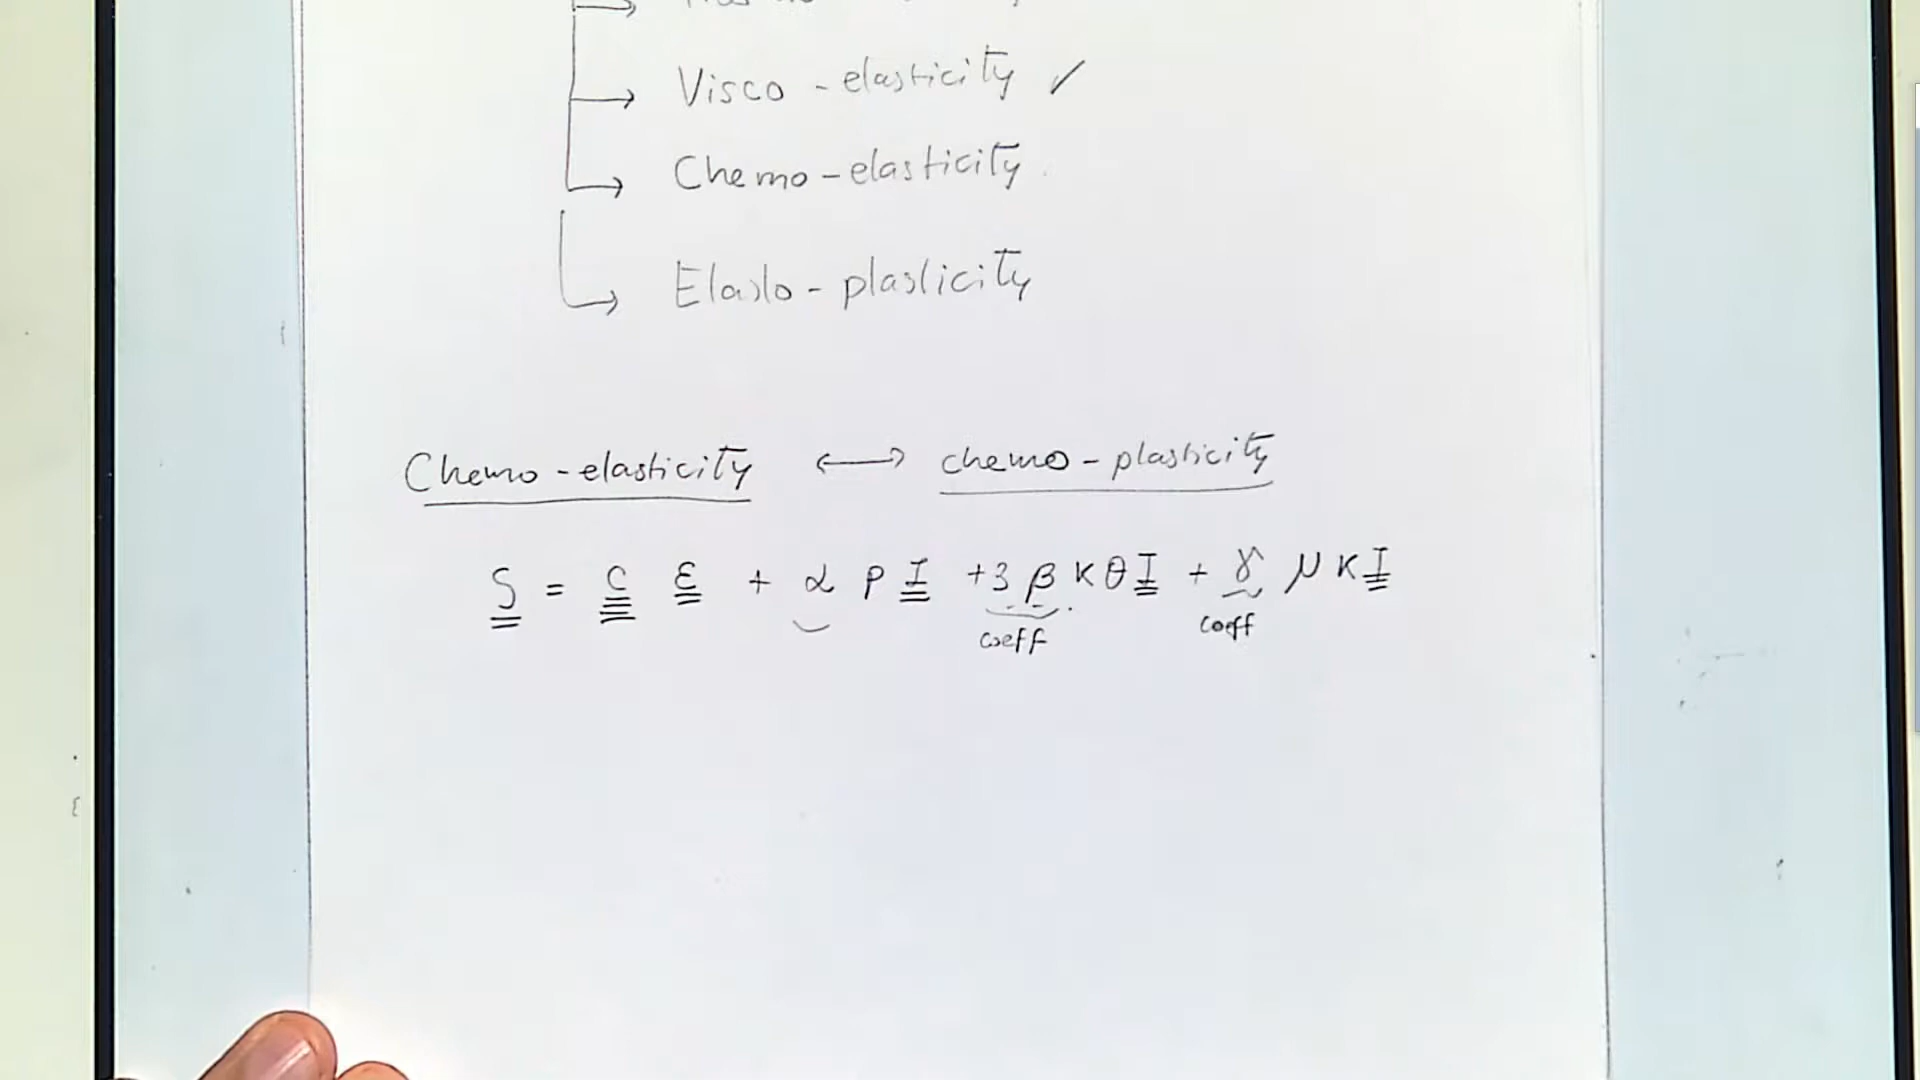 Visco - elasticity ✓
Chemo - elasticity
Elasto - plasticity
Chemo - elasticity ⟷ chemo - plasticity
S = C ε + α P I + 3 β K θ I + γ μ K I
coeff coeff